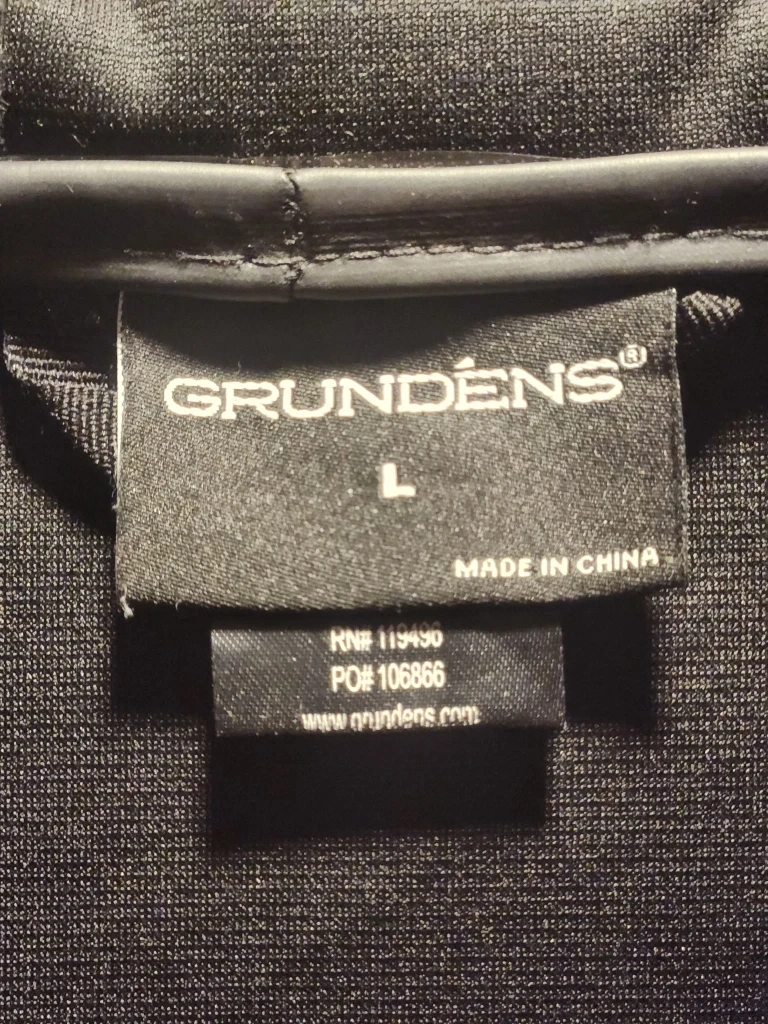 GRUNDÉNS®
L
MADE IN CHINA
RN# 119496
PO# 106866
www.grundens.com